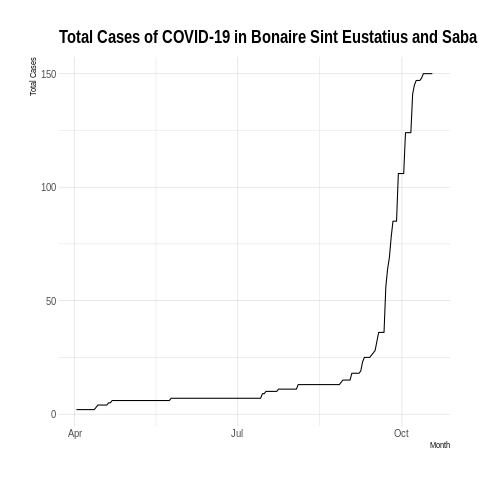 Total Cases of COVID-19 in Bonaire Sint Eustatius and Saba
Total Cases
150
100
50
0
Apr
Jul
Oct
Month